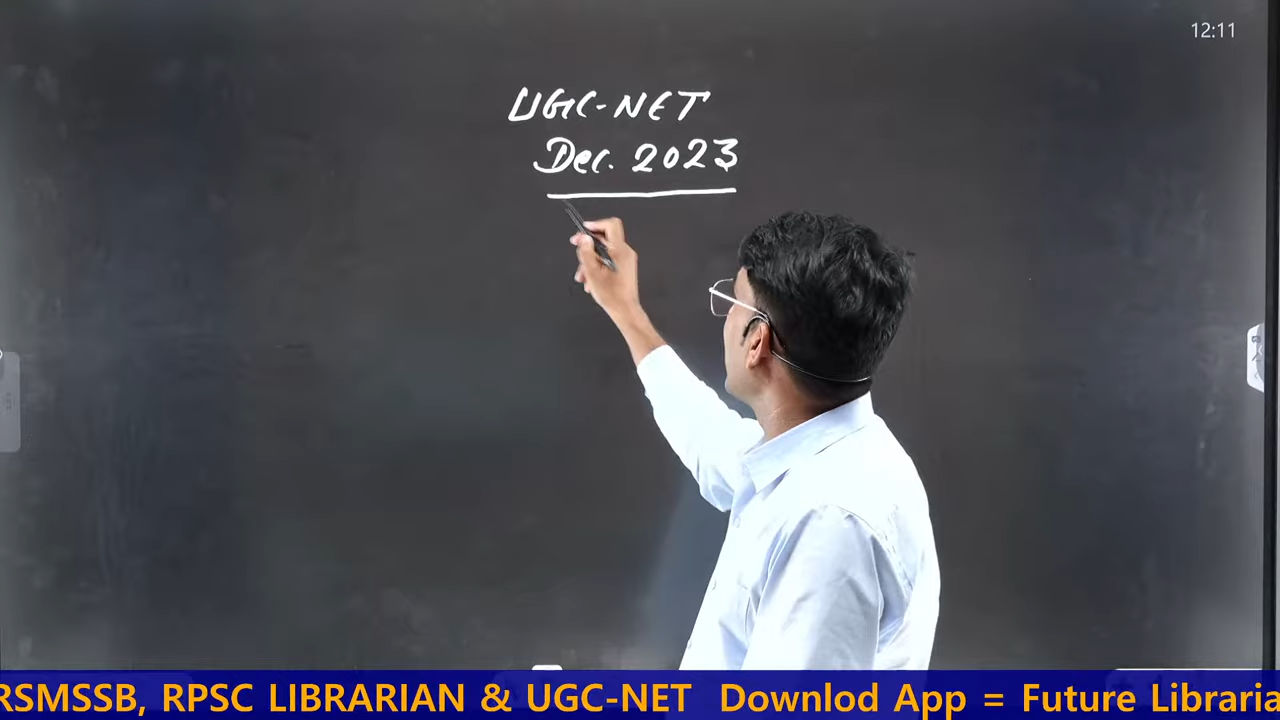 12:11
UGC-NET
Dec. 2023
RSMSSB, RPSC LIBRARIAN & UGC-NET Downlod App = Future Libraria